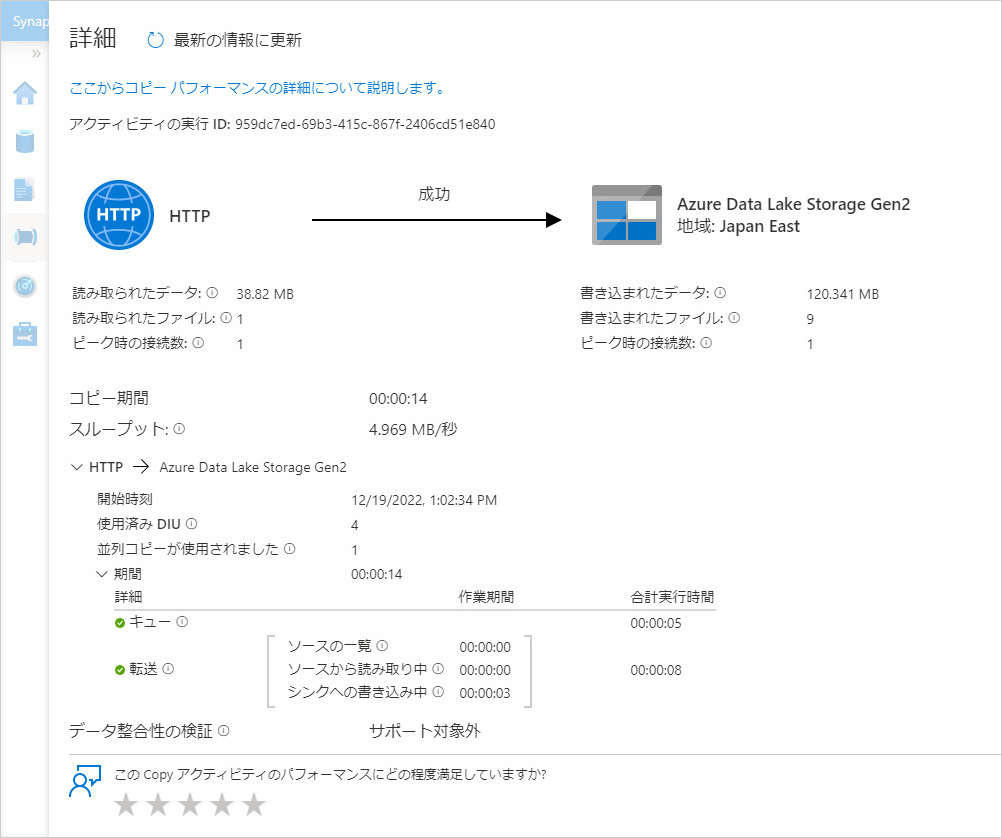 Synap
詳細 最新の情報に更新
ここからコピー パフォーマンスの詳細について説明します。
アクティビティの実行 ID: 959dc7ed-69b3-415c-867f-2406cd51e840
HTTP HTTP
成功
Azure Data Lake Storage Gen2
地域: Japan East
読み取られたデータ: 38.82 MB
書き込まれたデータ: 120.341 MB
読み取られたファイル: 1
書き込まれたファイル: 9
ピーク時の接続数: 1
ピーク時の接続数: 1
コピー期間 00:00:14
スループット: 4.969 MB/秒
HTTP → Azure Data Lake Storage Gen2
開始時刻 12/19/2022, 1:02:34 PM
使用済み DIU 4
並列コピーが使用されました 1
期間 00:00:14
詳細 作業期間 合計実行時間
キュー 00:00:05
ソースの一覧 00:00:00
転送 ソースから読み取り中 00:00:00 00:00:08
シンクへの書き込み中 00:00:03
データ整合性の検証 サポート対象外
この Copy アクティビティのパフォーマンスにどの程度満足していますか?